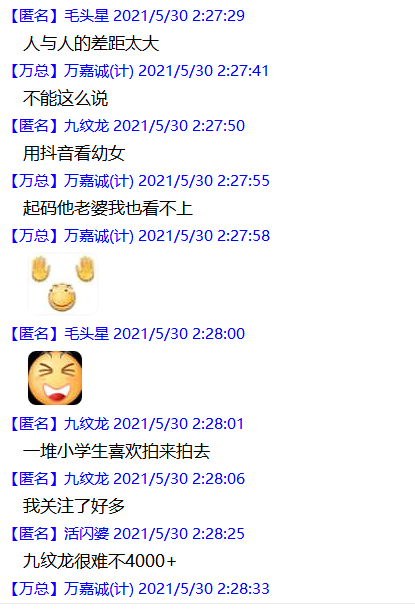 【匿名】毛头星 2021/5/30 2:27:29
人与人的差距太大
【万总】万嘉诚(计) 2021/5/30 2:27:41
不能这么说
【匿名】九纹龙 2021/5/30 2:27:50
用抖音看幼女
【万总】万嘉诚(计) 2021/5/30 2:27:55
起码他老婆我也看不上
【万总】万嘉诚(计) 2021/5/30 2:27:58
【匿名】毛头星 2021/5/30 2:28:00
【匿名】九纹龙 2021/5/30 2:28:01
一堆小学生喜欢拍来拍去
【匿名】九纹龙 2021/5/30 2:28:06
我关注了好多
【匿名】活闪婆 2021/5/30 2:28:25
九纹龙很难不4000+
【万总】万嘉诚(计) 2021/5/30 2:28:33